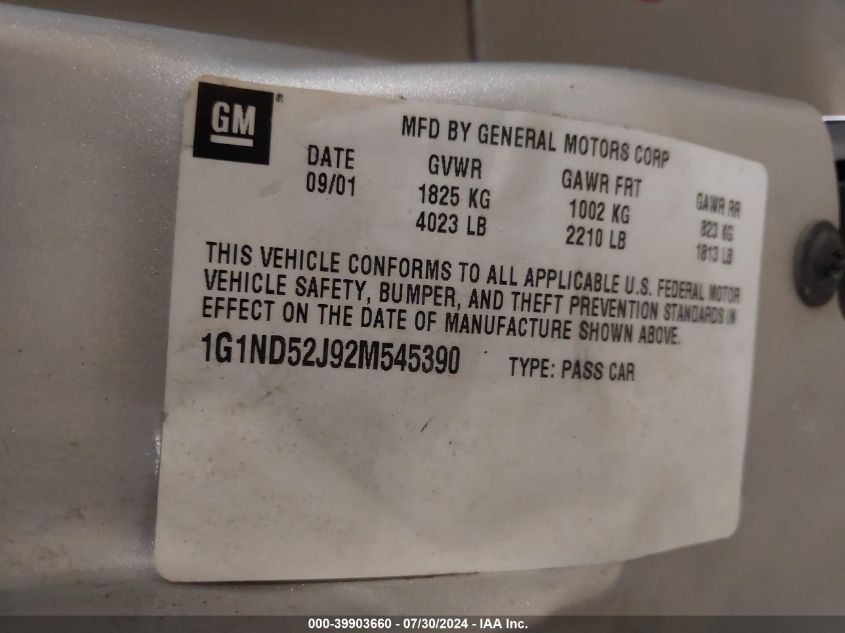 GM ®
MFD BY GENERAL MOTORS CORP
DATE GVWR GAWR FRT GAWR RR
09/01 1825 KG 1002 KG 823 KG
4023 LB 2210 LB 1813 LB
THIS VEHICLE CONFORMS TO ALL APPLICABLE U.S. FEDERAL MOTOR
VEHICLE SAFETY, BUMPER, AND THEFT PREVENTION STANDARDS IN
EFFECT ON THE DATE OF MANUFACTURE SHOWN ABOVE.
1G1ND52J92M545390 TYPE: PASS CAR
000-39903660 / 07/30/2024 - IAA Inc.